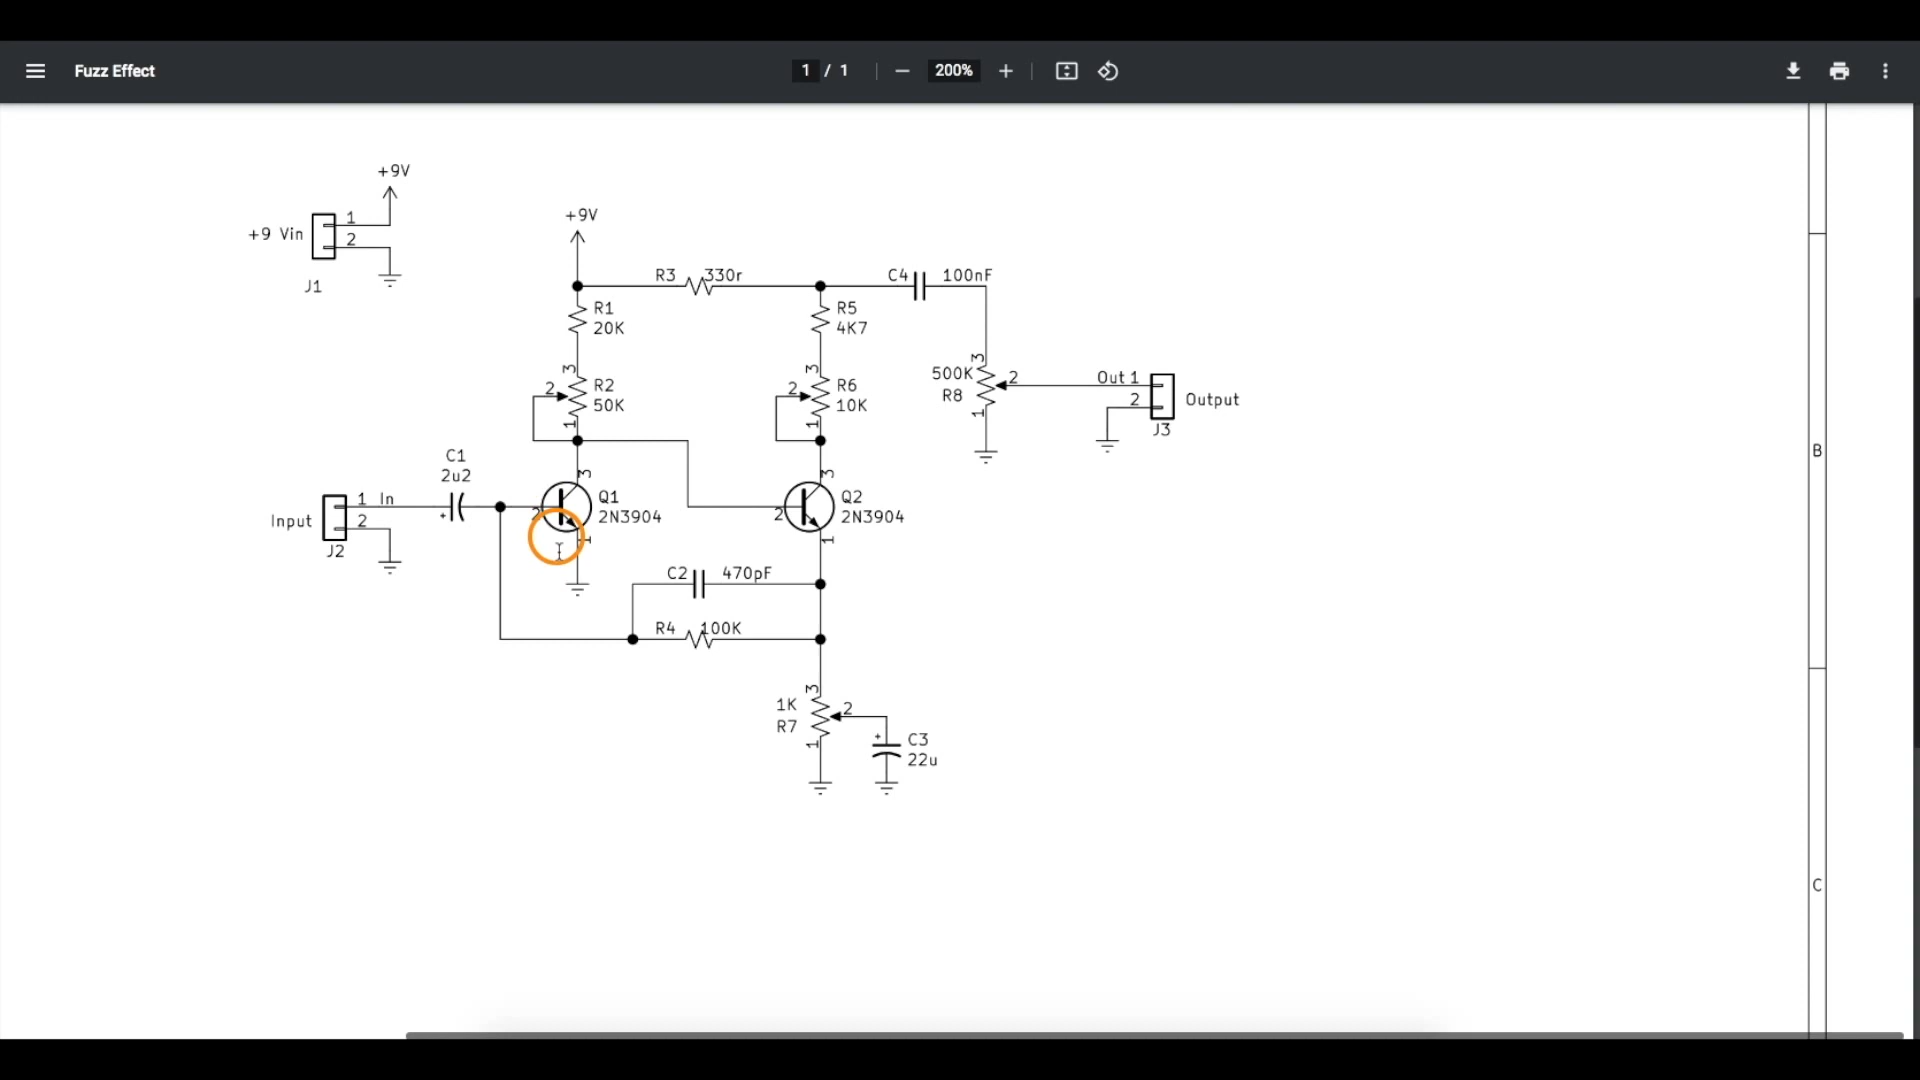 Fuzz Effect
1 / 1
200%
+9V
+9 Vin
1
2
J1
+9V
R3 330r
C4 100nF
R1
20K
R5
4K7
3
2
R2
50K
1
3
2
R6
10K
1
3
500K
R8
2
1
Out 1
2
Output
J3
C1
2u2
+
Input
1 In
2
J2
3
2
Q1
2N3904
1
3
2
Q2
2N3904
1
C2 470pF
R4 100K
3
1K
R7
2
1
+
C3
22u
B
C